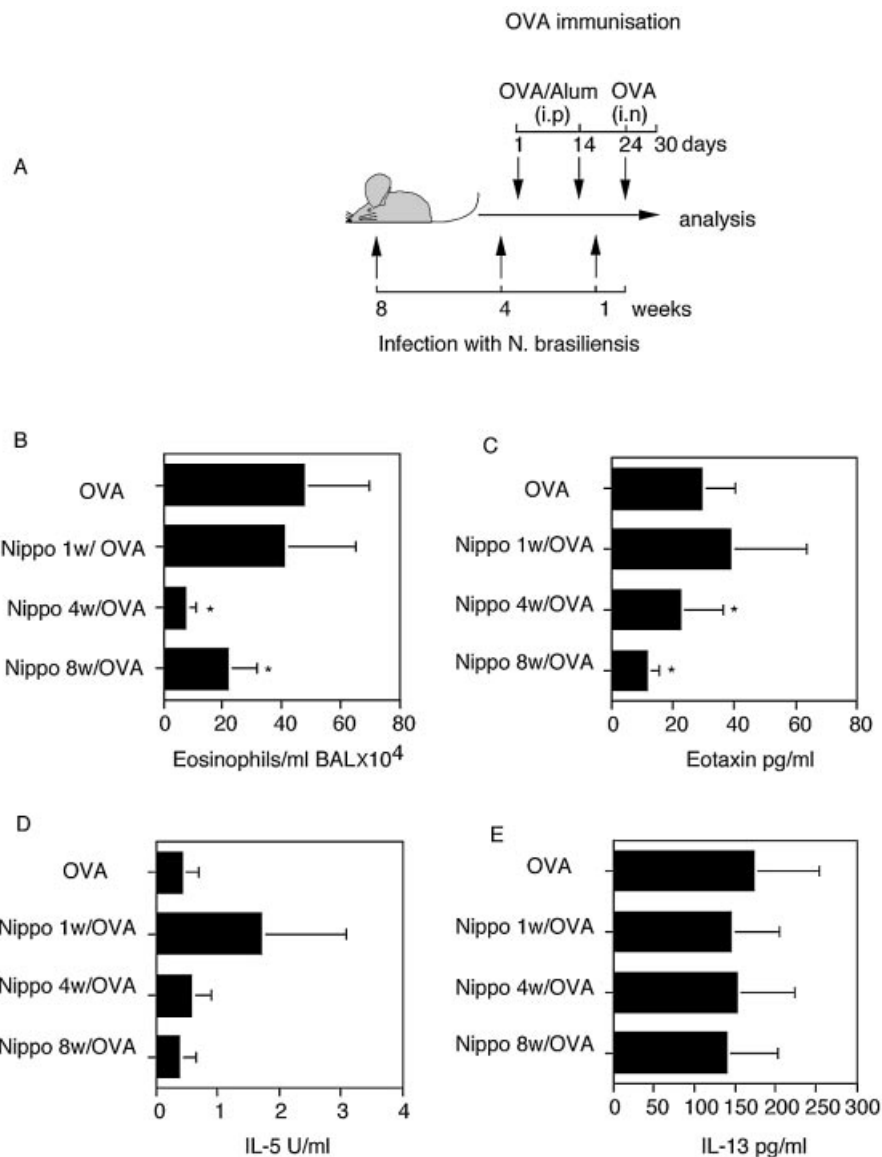 OVA immunisation
OVA/Alum OVA
(i.p) (i.n)
1 14 24 30 days
A
analysis
8 4 1 weeks
Infection with N. brasiliensis
B
OVA
Nippo 1w/ OVA
Nippo 4w/OVA *
Nippo 8w/OVA *
0 20 40 60 80
Eosinophils/ml BALX10^4
C
OVA
Nippo 1w/OVA
Nippo 4w/OVA *
Nippo 8w/OVA *
0 20 40 60 80
Eotaxin pg/ml
D
OVA
Nippo 1w/OVA
Nippo 4w/OVA
Nippo 8w/OVA
0 1 2 3 4
IL-5 U/ml
E
OVA
Nippo 1w/OVA
Nippo 4w/OVA
Nippo 8w/OVA
0 50 100 150 200 250 300
IL-13 pg/ml